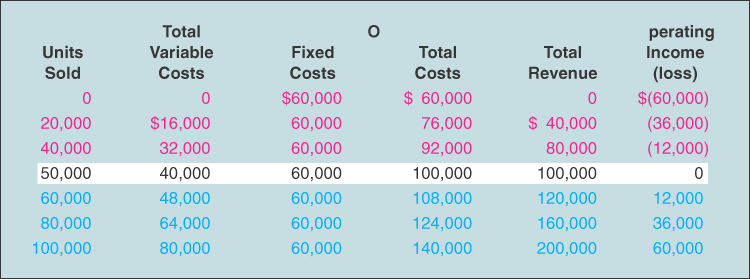 Total O perating
Units Variable Fixed Total Total Income
Sold Costs Costs Costs Revenue (loss)
0 0 $60,000 $ 60,000 0 $(60,000)
20,000 $16,000 60,000 76,000 $ 40,000 (36,000)
40,000 32,000 60,000 92,000 80,000 (12,000)
50,000 40,000 60,000 100,000 100,000 0
60,000 48,000 60,000 108,000 120,000 12,000
80,000 64,000 60,000 124,000 160,000 36,000
100,000 80,000 60,000 140,000 200,000 60,000